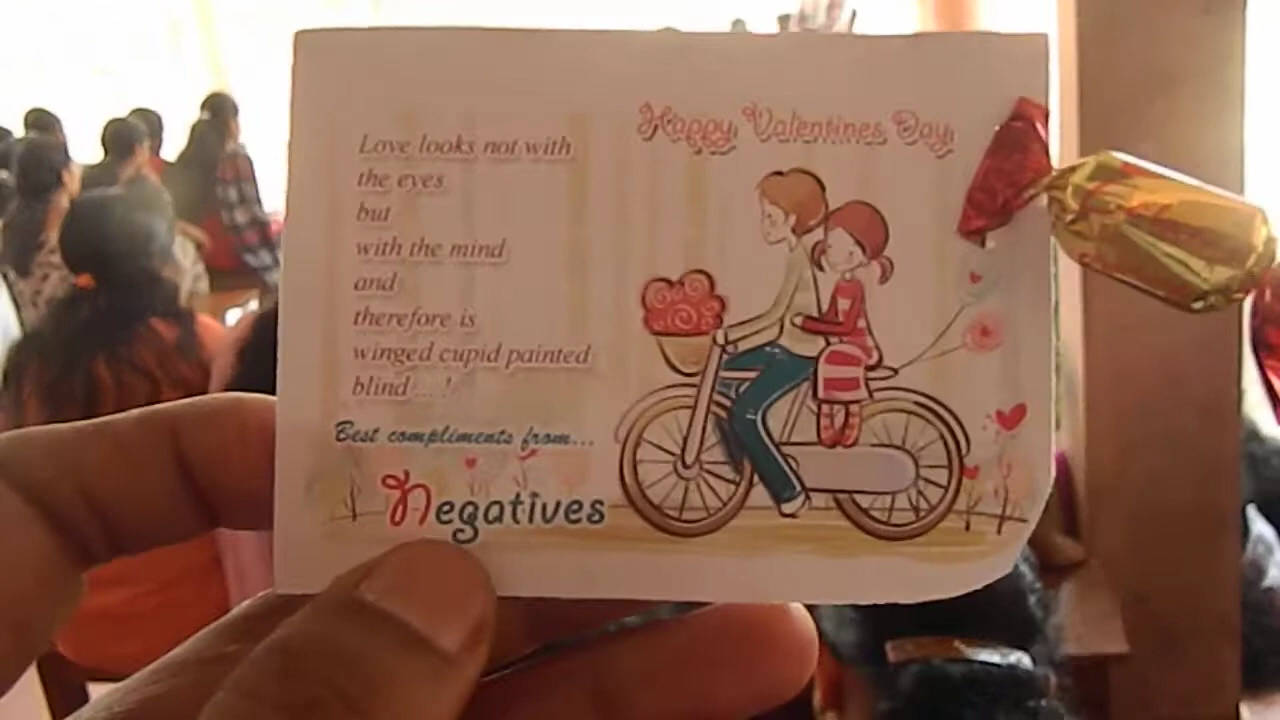 Happy Valentines Day
Love looks not with
the eyes
but
with the mind
and
therefore is
winged cupid painted
blind ... !
Best compliments from...
Negatives